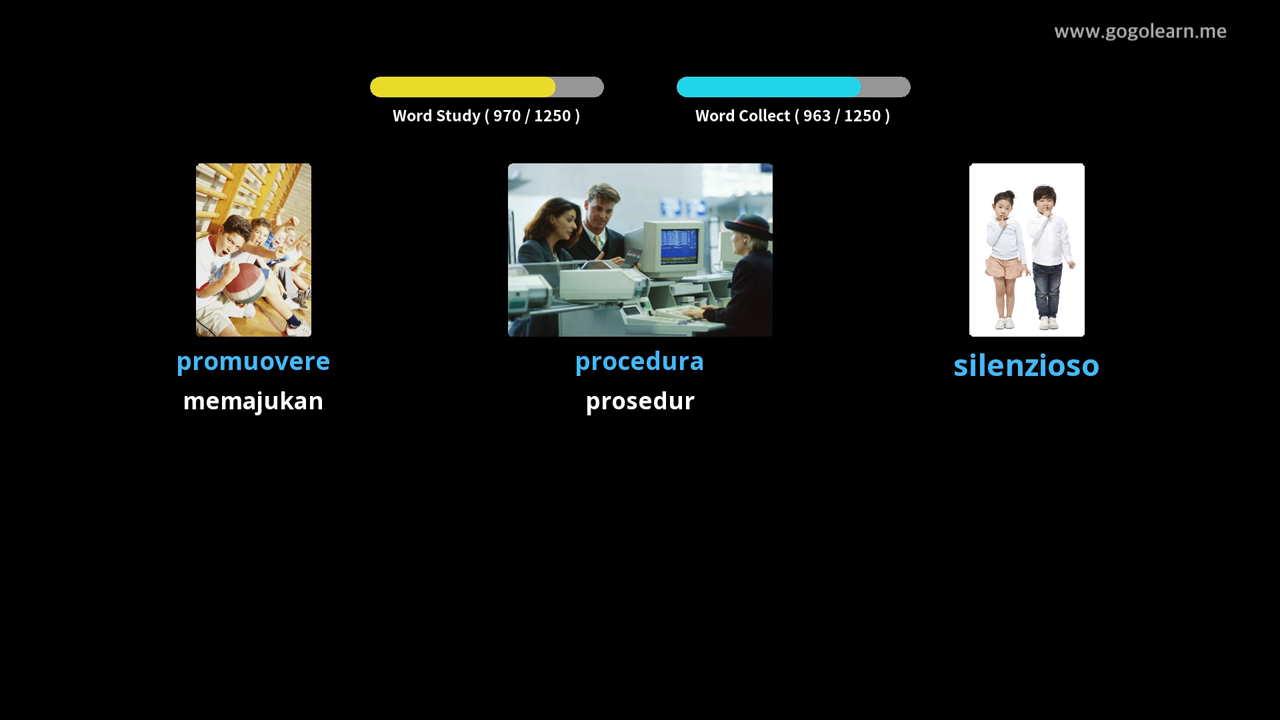 www.gogolearn.me
Word Study ( 970 / 1250 )
Word Collect ( 963 / 1250 )
promuovere
memajukan
procedura
prosedur
silenzioso